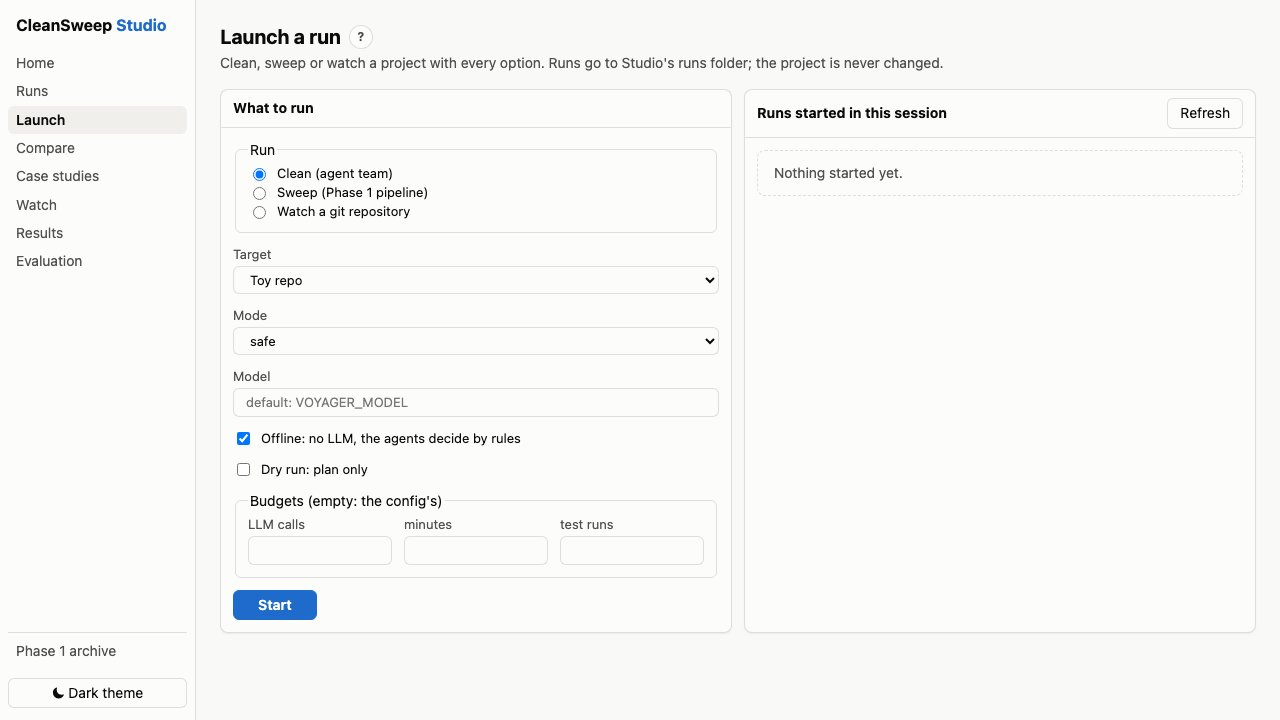 CleanSweep Studio
Home
Runs
Launch
Compare
Case studies
Watch
Results
Evaluation
Phase 1 archive
Dark theme
Launch a run ?
Clean, sweep or watch a project with every option. Runs go to Studio's runs folder; the project is never changed.
What to run
Run
Clean (agent team)
Sweep (Phase 1 pipeline)
Watch a git repository
Target
Toy repo
Mode
safe
Model
default: VOYAGER_MODEL
Offline: no LLM, the agents decide by rules
Dry run: plan only
Budgets (empty: the config's)
LLM calls minutes test runs
Start
Runs started in this session Refresh
Nothing started yet.